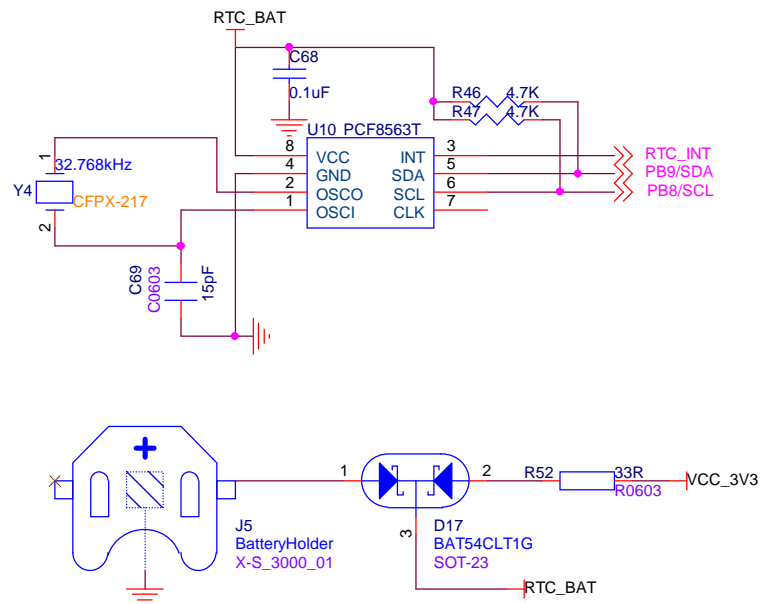 RTC_BAT
C68
0.1uF
R46 4.7K
R47 4.7K
U10 PCF8563T
8 VCC INT 3 RTC_INT
4 GND SDA 5 PB9/SDA
2 OSCO SCL 6 PB8/SCL
1 OSCI CLK 7
1
32.768kHz
Y4
CFPX-217
2
C69
C0603
15pF
1
2
R52 33R
R0603
VCC_3V3
3
J5
BatteryHolder
X-S_3000_01
D17
BAT54CLT1G
SOT-23
RTC_BAT